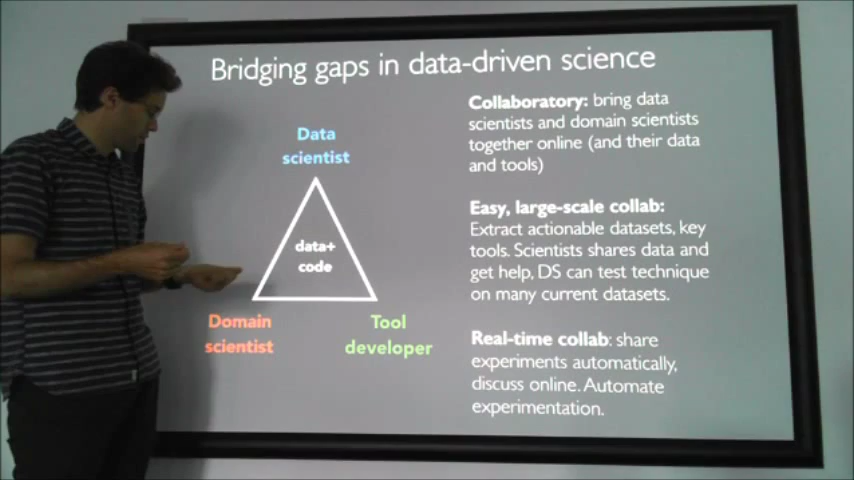 Bridging gaps in data-driven science
Data
scientist
data+
code
Domain
scientist
Tool
developer
Collaboratory: bring data
scientists and domain scientists
together online (and their data
and tools)
Easy, large-scale collab:
Extract actionable datasets, key
tools. Scientists shares data and
get help, DS can test technique
on many current datasets.
Real-time collab: share
experiments automatically,
discuss online. Automate
experimentation.